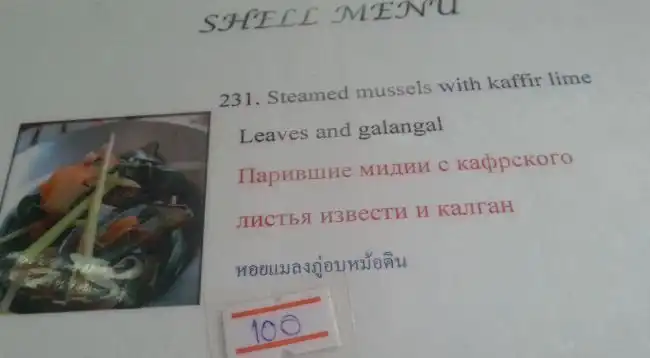 SHELL MENU
231. Steamed mussels with kaffir lime
Leaves and galangal
Парившие мидии с кафрского
листья извести и калган
หอยแมลงภู่อบหม้อดิน
100